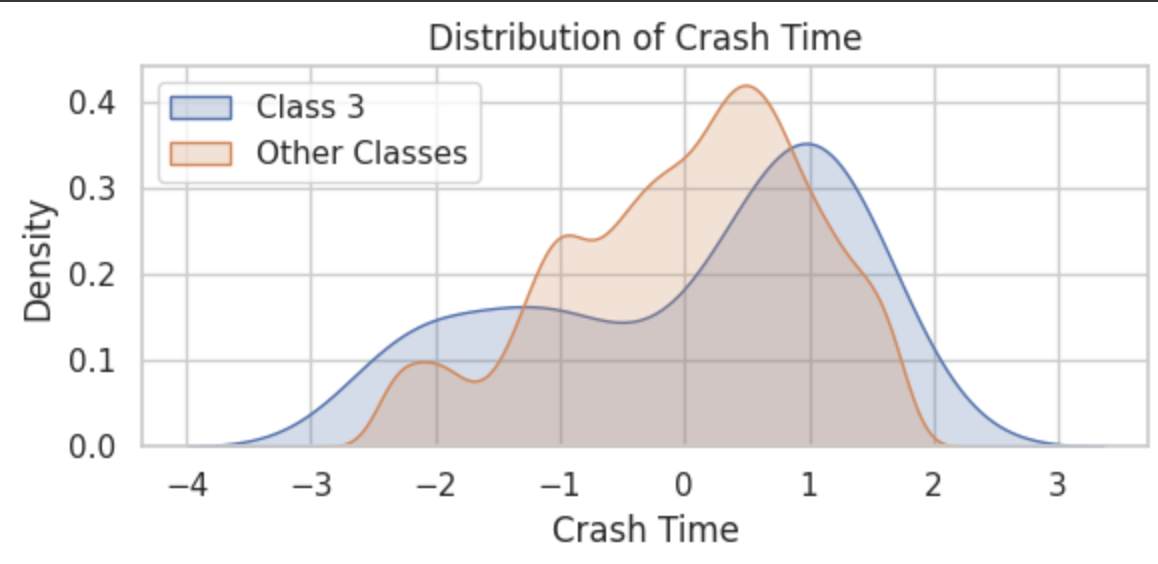 Distribution of Crash Time
Class 3
Other Classes
Density
0.4
0.3
0.2
0.1
0.0
−4 −3 −2 −1 0 1 2 3
Crash Time